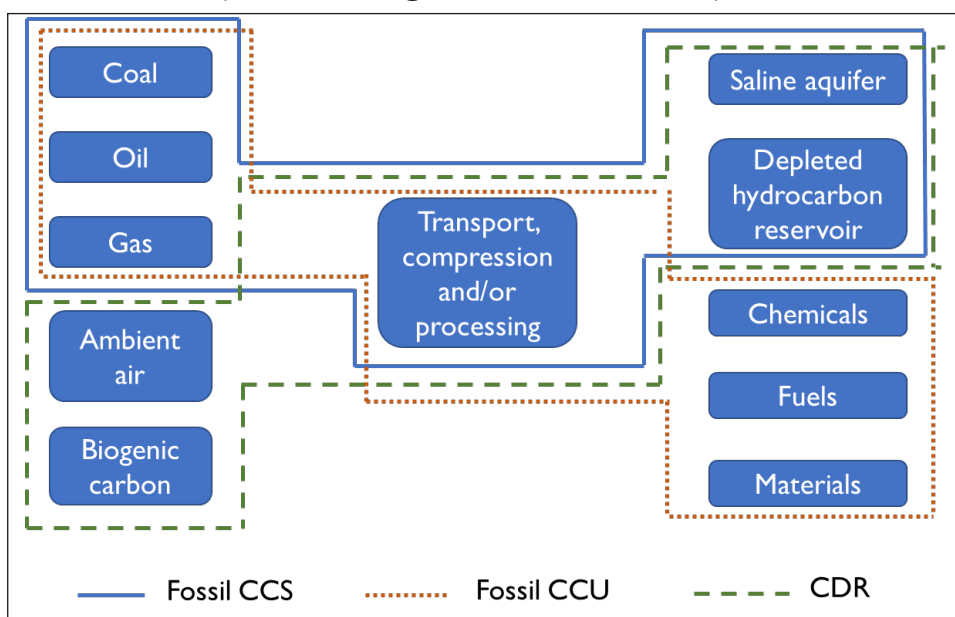 Coal
Oil
Gas
Ambient
air
Biogenic
carbon
Transport,
compression
and/or
processing
Saline aquifer
Depleted
hydrocarbon
reservoir
Chemicals
Fuels
Materials
Fossil CCS
Fossil CCU
CDR